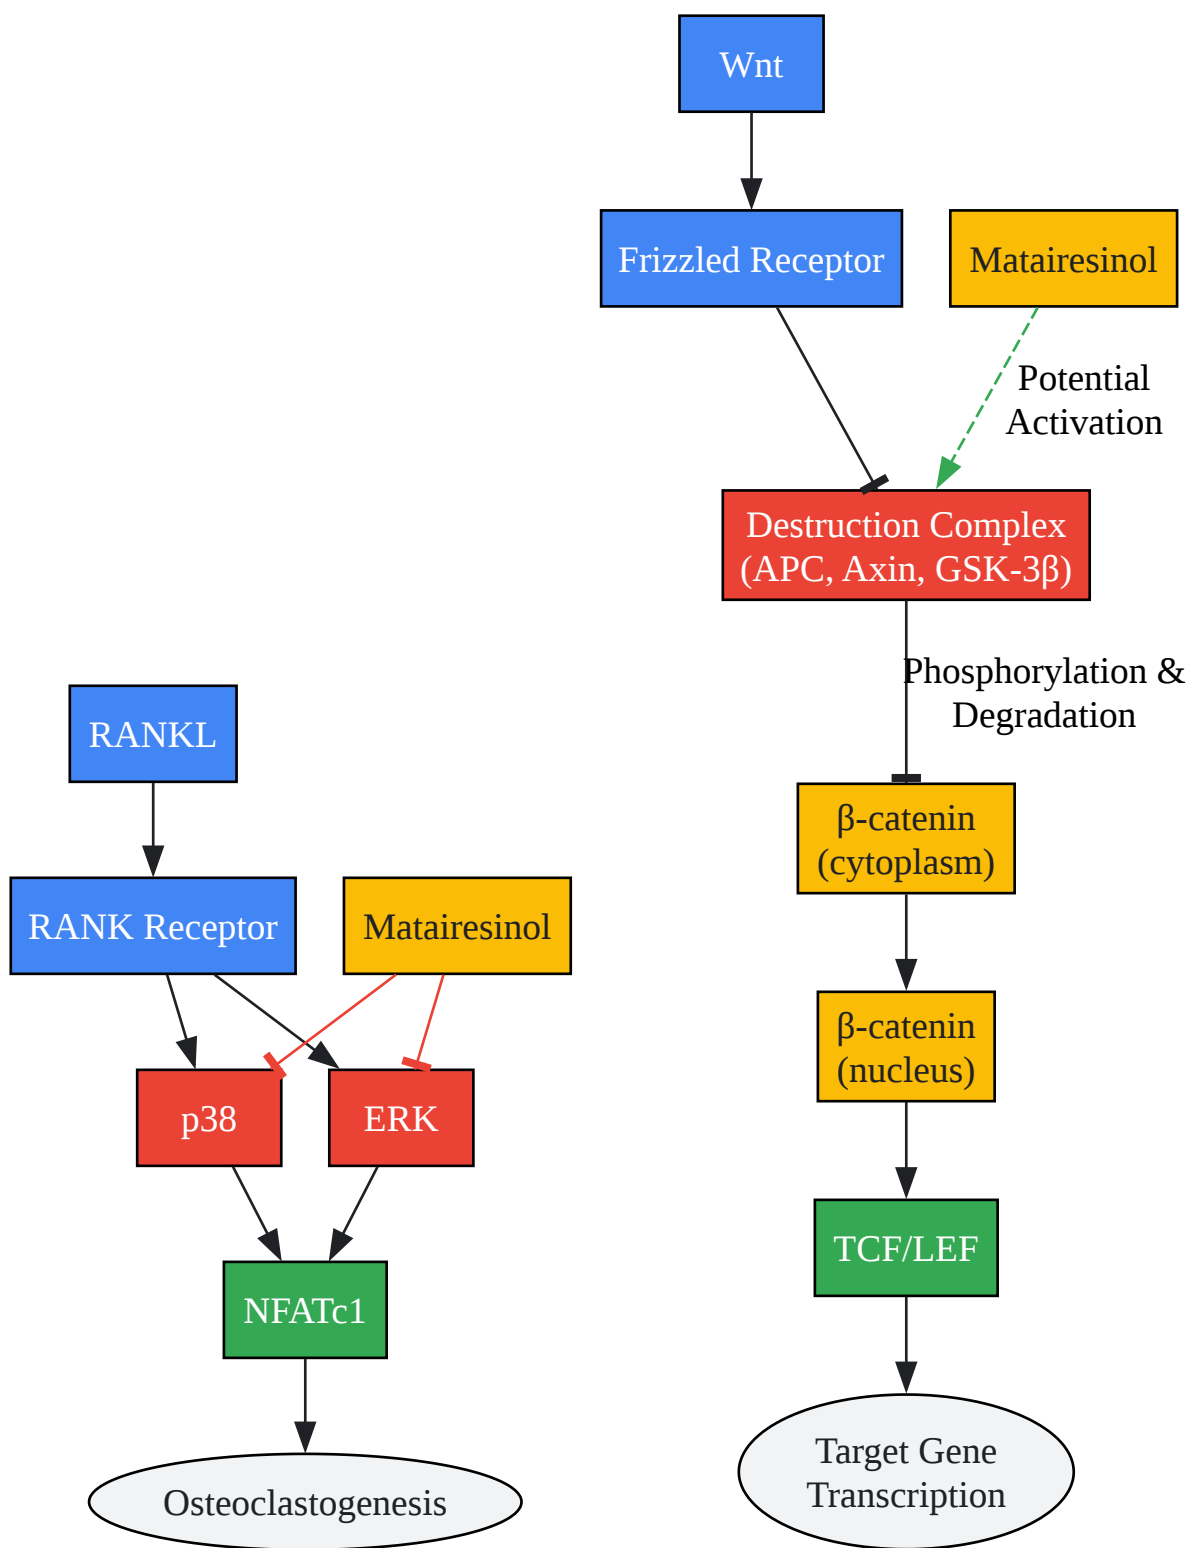 Wnt
Frizzled Receptor
Matairesinol
Potential
Activation
Destruction Complex
(APC, Axin, GSK-3β)
Phosphorylation &
Degradation
RANKL
β-catenin
(cytoplasm)
RANK Receptor
Matairesinol
β-catenin
(nucleus)
p38
ERK
TCF/LEF
NFATc1
Target Gene
Transcription
Osteoclastogenesis